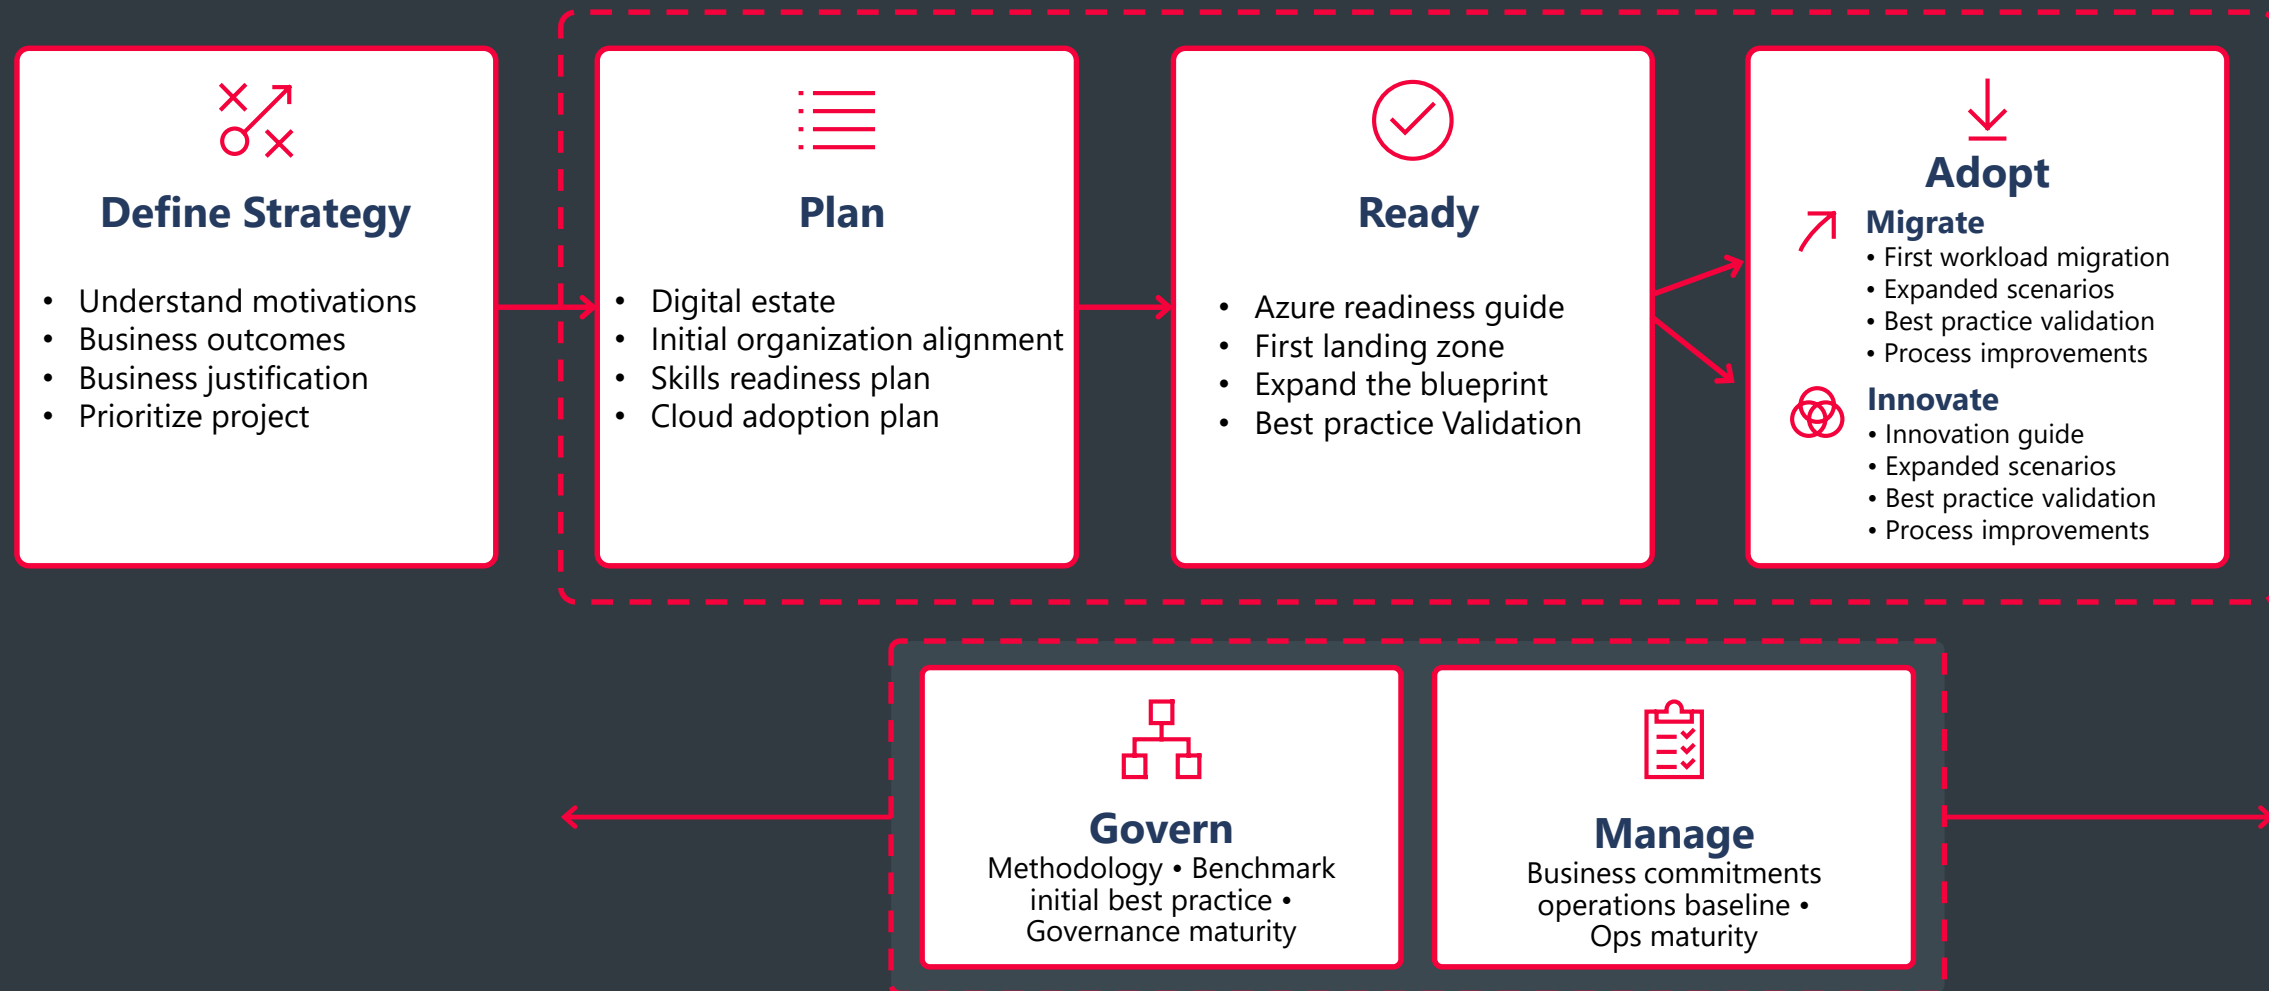 Define Strategy
• Understand motivations
• Business outcomes
• Business justification
• Prioritize project
Plan
• Digital estate
• Initial organization alignment
• Skills readiness plan
• Cloud adoption plan
Ready
• Azure readiness guide
• First landing zone
• Expand the blueprint
• Best practice Validation
Adopt
Migrate
• First workload migration
• Expanded scenarios
• Best practice validation
• Process improvements
Innovate
• Innovation guide
• Expanded scenarios
• Best practice validation
• Process improvements
Govern
Methodology • Benchmark
initial best practice •
Governance maturity
Manage
Business commitments
operations baseline •
Ops maturity